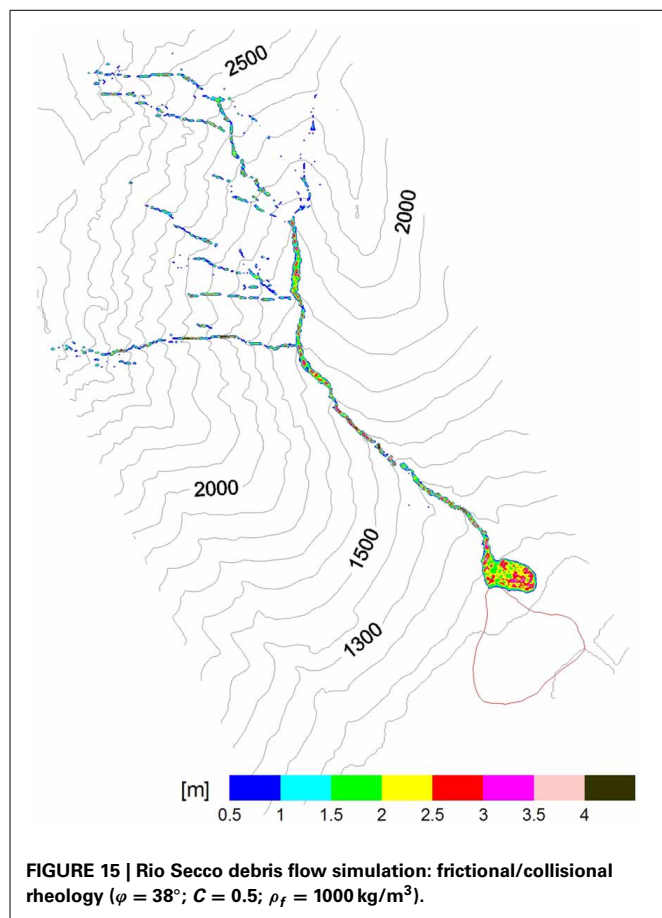 2500
2000
2000
1500
1300
[m]
0.5 1 1.5 2 2.5 3 3.5 4
FIGURE 15 | Rio Secco debris flow simulation: frictional/collisional
rheology (φ = 38°; C = 0.5; ρf = 1000 kg/m³).